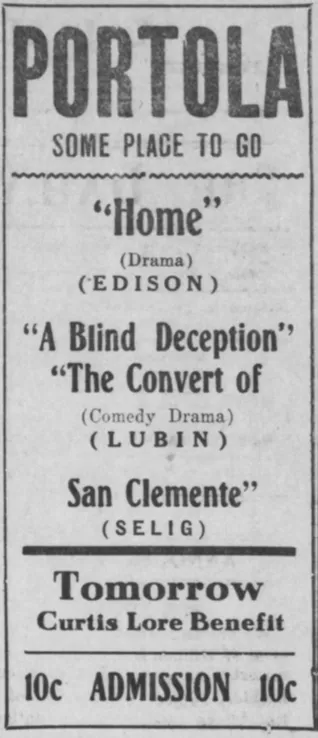 PORTOLA
SOME PLACE TO GO
"Home"
(Drama)
(EDISON)
"A Blind Deception"
"The Convert of
(Comedy Drama)
(LUBIN)
San Clemente"
(SELIG)
Tomorrow
Curtis Lore Benefit
10c ADMISSION 10c